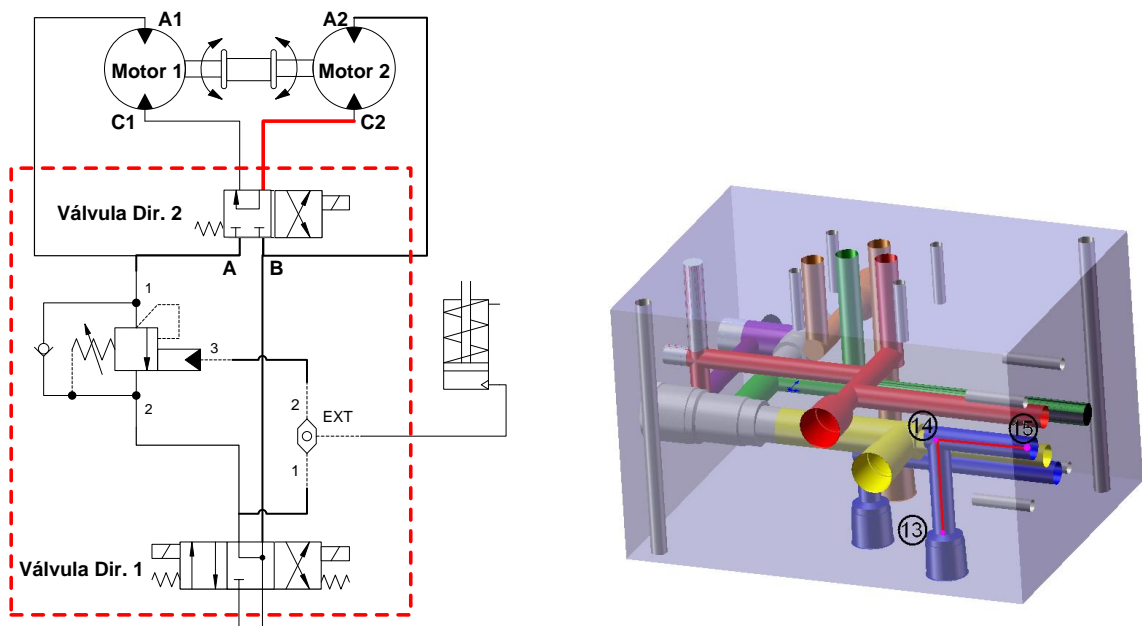 A1
A2
Motor 1
Motor 2
C1
C2
Válvula Dir. 2
A
B
1
3
2
2
EXT
1
Válvula Dir. 1
14
15
13